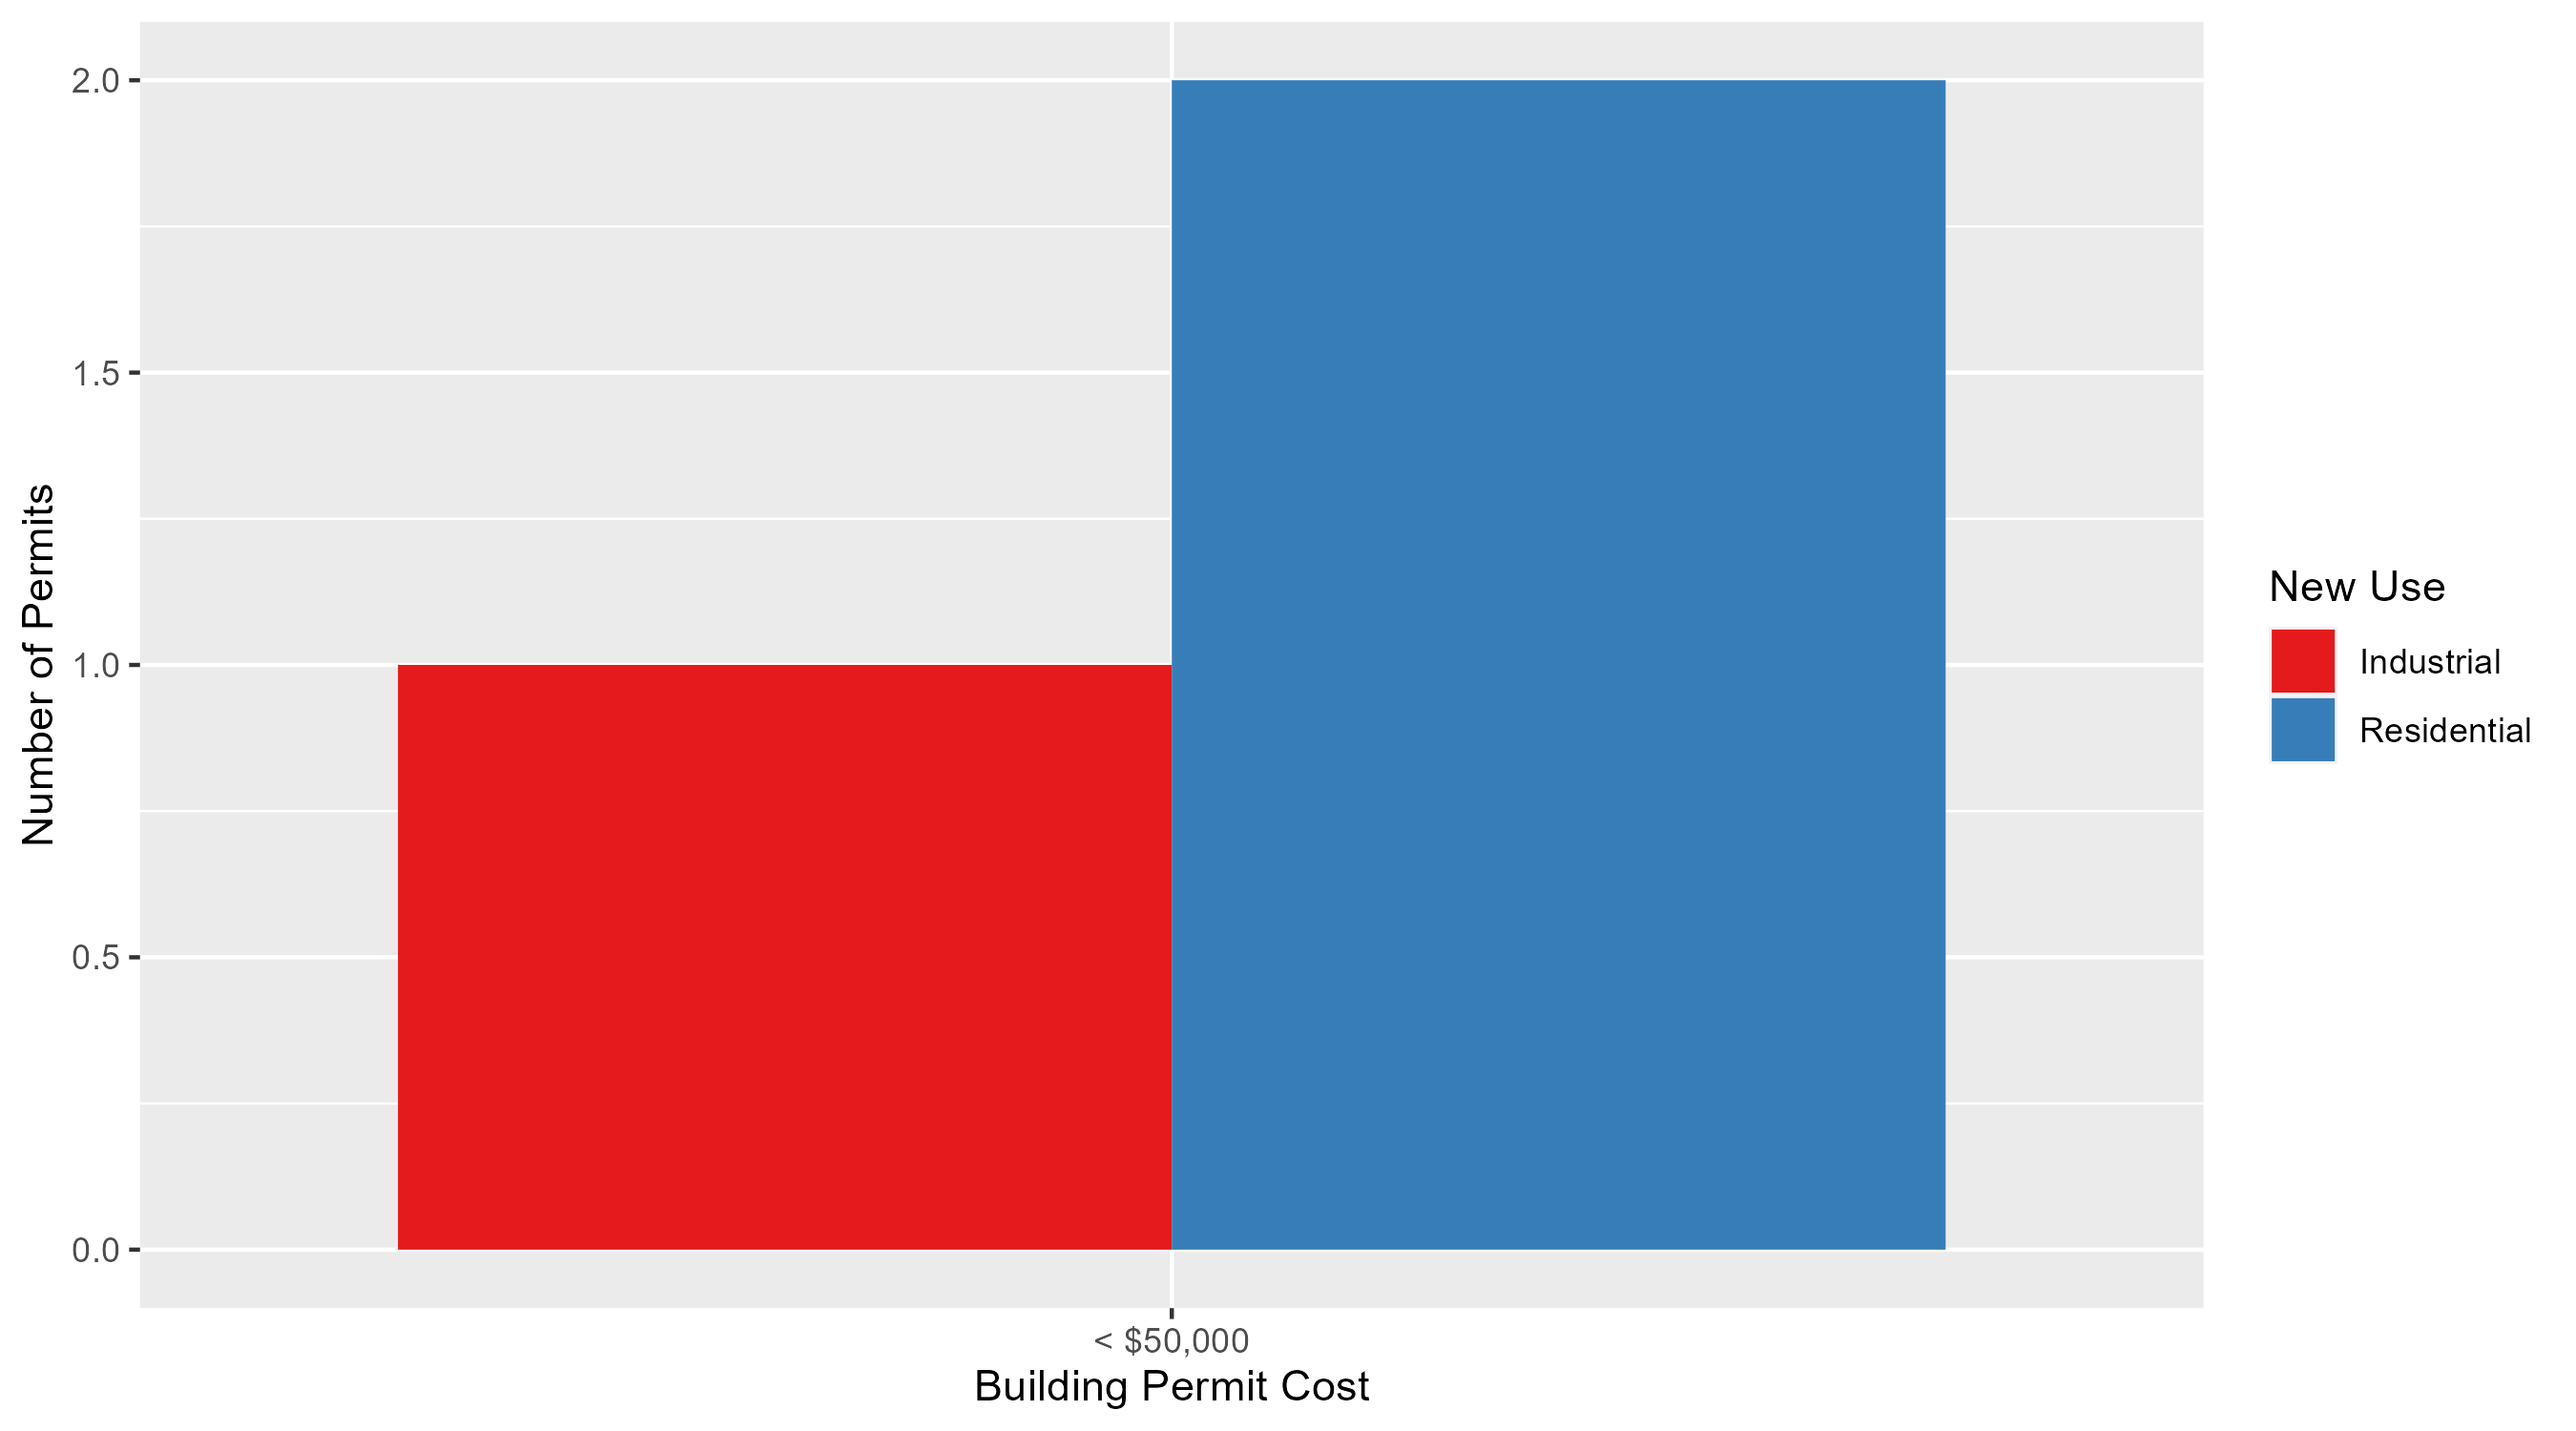 Number of Permits
2.0
1.5
1.0
0.5
0.0
< $50,000
Building Permit Cost
New Use
Industrial
Residential